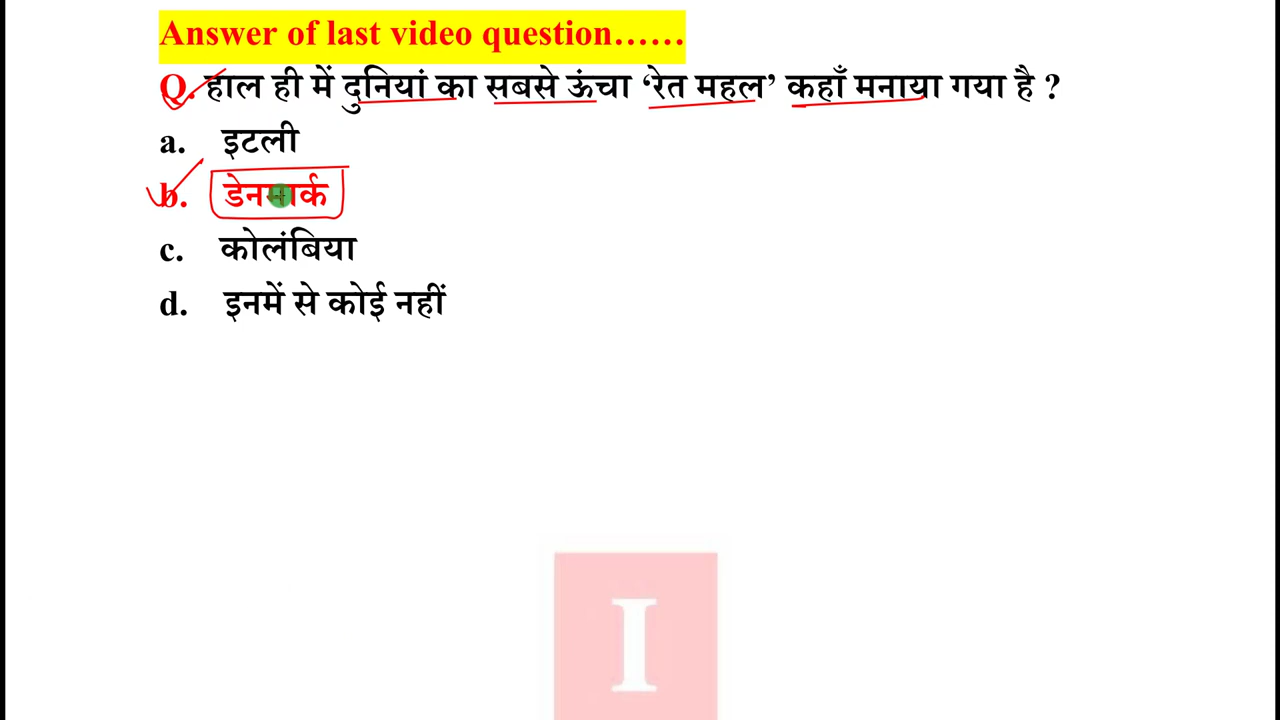 Answer of last video question......
Q. हाल ही में दुनियां का सबसे ऊंचा ‘रेत महल’ कहाँ मनाया गया है ?
a. इटली
b. डेनमार्क
c. कोलंबिया
d. इनमें से कोई नहीं
I